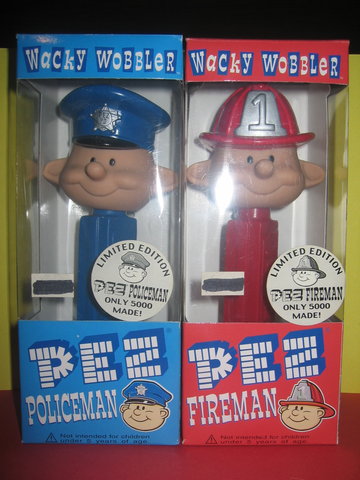 WACKY WOBBLER
LIMITED EDITION
PEZ
POLICEMAN
ONLY 5000
MADE!
PEZ
POLICEMAN
⚠ Not intended for children
under 5 years of age.
WACKY WOBBLER
1
LIMITED EDITION
PEZ FIREMAN
ONLY 5000
MADE!
PEZ
FIREMAN
⚠ Not intended for children
under 5 years of age.